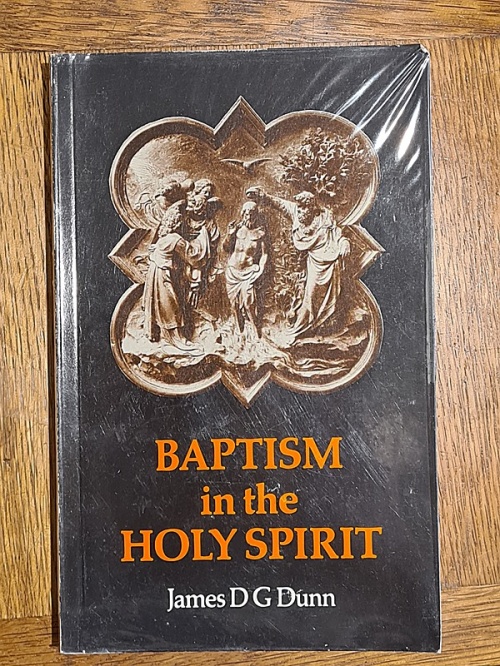 BAPTISM
in the
HOLY SPIRIT
James D G Dunn